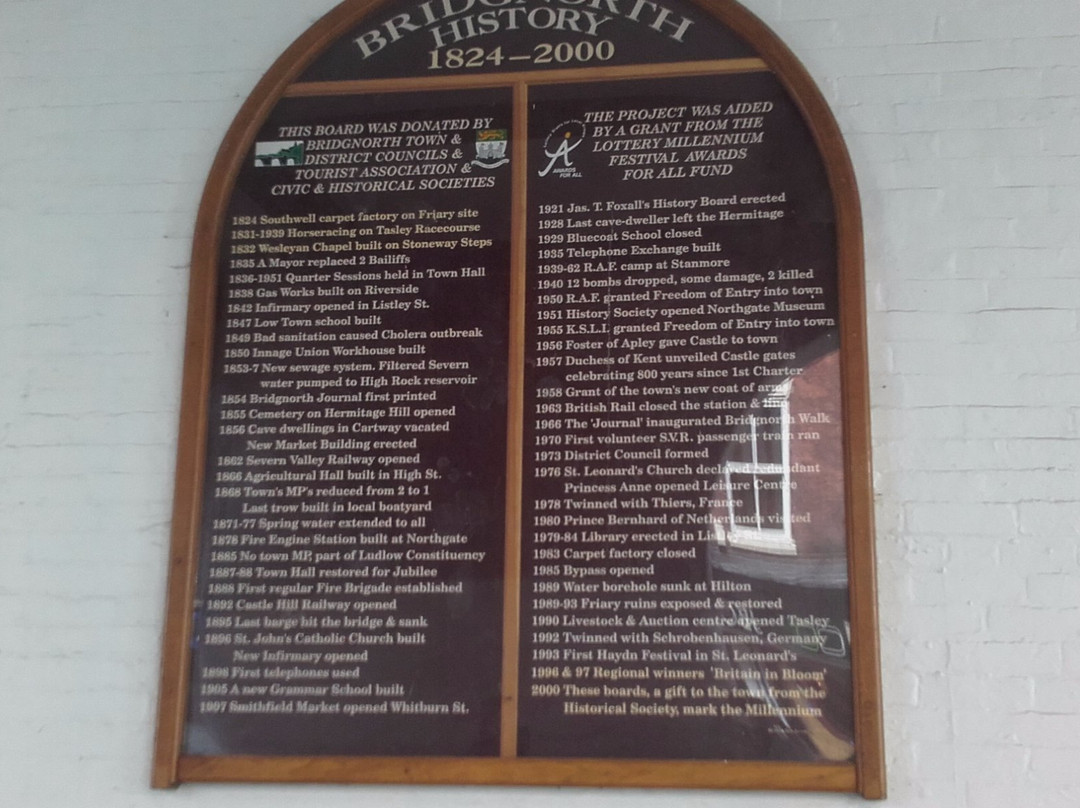 BRIDGNORTH
HISTORY
1824–2000
THIS BOARD WAS DONATED BY
BRIDGNORTH TOWN &
DISTRICT COUNCILS &
TOURIST ASSOCIATION &
CIVIC & HISTORICAL SOCIETIES
1824 Southwell carpet factory on Friary site
1831-1939 Horseracing on Tasley Racecourse
1832 Wesleyan Chapel built on Stoneway Steps
1835 A Mayor replaced 2 Bailiffs
1836-1951 Quarter Sessions held in Town Hall
1838 Gas Works built on Riverside
1842 Infirmary opened in Listley St.
1847 Low Town school built
1849 Bad sanitation caused Cholera outbreak
1850 Innage Union Workhouse built
1853-7 New sewage system. Filtered Severn
water pumped to High Rock reservoir
1854 Bridgnorth Journal first printed
1855 Cemetery on Hermitage Hill opened
1856 Cave dwellings in Cartway vacated
New Market Building erected
1862 Severn Valley Railway opened
1866 Agricultural Hall built in High St.
1868 Town's MP's reduced from 2 to 1
Last trow built in local boatyard
1871-77 Spring water extended to all
1878 Fire Engine Station built at Northgate
1885 No town MP, part of Ludlow Constituency
1887-88 Town Hall restored for Jubilee
1888 First regular Fire Brigade established
1892 Castle Hill Railway opened
1895 Last barge hit the bridge & sank
1896 St. John's Catholic Church built
New Infirmary opened
1898 First telephones used
1905 A new Grammar School built
Smithfield Market opened Whitburn St.
THE PROJECT WAS AIDED
BY A GRANT FROM THE
LOTTERY MILLENNIUM
FESTIVAL AWARDS
FOR ALL FUND
A
AWARDS
FOR ALL
1921 Jas. T. Foxall's History Board erected
1928 Last cave-dweller left the Hermitage
1929 Bluecoat School closed
1935 Telephone Exchange built
1939-62 R.A.F. camp at Stanmore
1940 12 bombs dropped, some damage, 2 killed
1950 R.A.F. granted Freedom of Entry into town
1951 History Society opened Northgate Museum
1955 K.S.L.I. granted Freedom of Entry into town
1956 Foster of Apley gave Castle to town
1957 Duchess of Kent unveiled Castle gates
celebrating 800 years since 1st Charter
1958 Grant of the town's new coat of arms
1963 British Rail closed the station & line
1966 The 'Journal' inaugurated Bridgnorth Walk
1970 First volunteer S.V.R. passenger train ran
1973 District Council formed
1976 St. Leonard's Church declared redundant
Princess Anne opened Leisure Centre
1978 Twinned with Thiers, France
1980 Prince Bernhard of Netherlands visited
1979-84 Library erected in
1983 Carpet factory closed
1985 Bypass opened
1989 Water borehole sunk at Hilton
1989-93 Friary ruins exposed & restored
1990 Livestock & Auction centre opened Tasley
1992 Twinned with Schrobenhausen, Germany
1993 First Haydn Festival in St. Leonard's
1996 & 97 Regional winners 'Britain in Bloom'
2000 These boards, a gift to the town from the
Historical Society, mark the Millennium